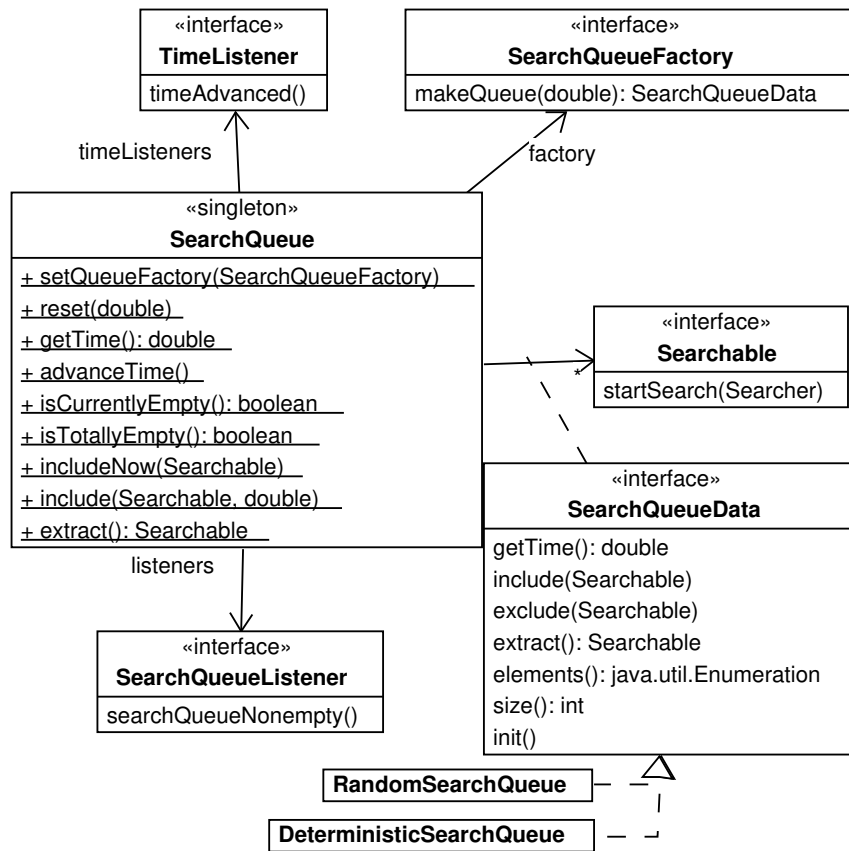 «interface»
TimeListener
timeAdvanced()
«interface»
SearchQueueFactory
makeQueue(double): SearchQueueData
timeListeners
factory
«singleton»
SearchQueue
+ setQueueFactory(SearchQueueFactory)
+ reset(double)
+ getTime(): double
+ advanceTime()
+ isCurrentlyEmpty(): boolean
+ isTotallyEmpty(): boolean
+ includeNow(Searchable)
+ include(Searchable, double)
+ extract(): Searchable
«interface»
Searchable
startSearch(Searcher)
*
«interface»
SearchQueueData
getTime(): double
include(Searchable)
exclude(Searchable)
extract(): Searchable
elements(): java.util.Enumeration
size(): int
init()
listeners
«interface»
SearchQueueListener
searchQueueNonempty()
RandomSearchQueue
DeterministicSearchQueue